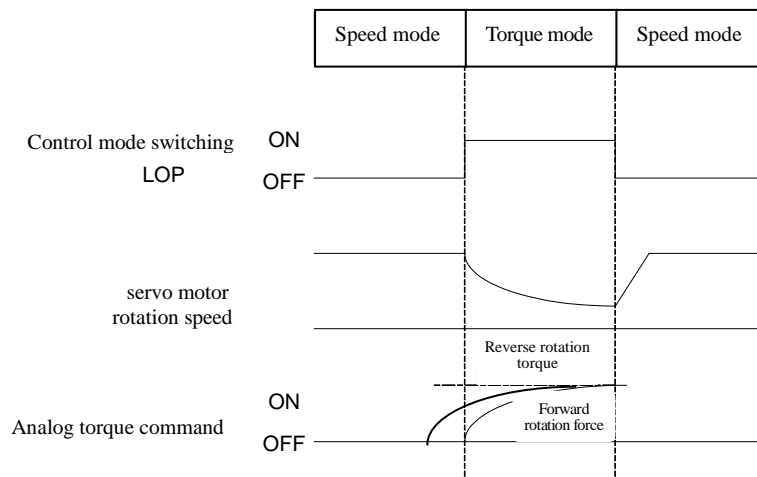 Speed mode
Torque mode
Speed mode
Control mode switching
LOP
ON
OFF
servo motor
rotation speed
Reverse rotation
torque
Analog torque command
ON
OFF
Forward
rotation force